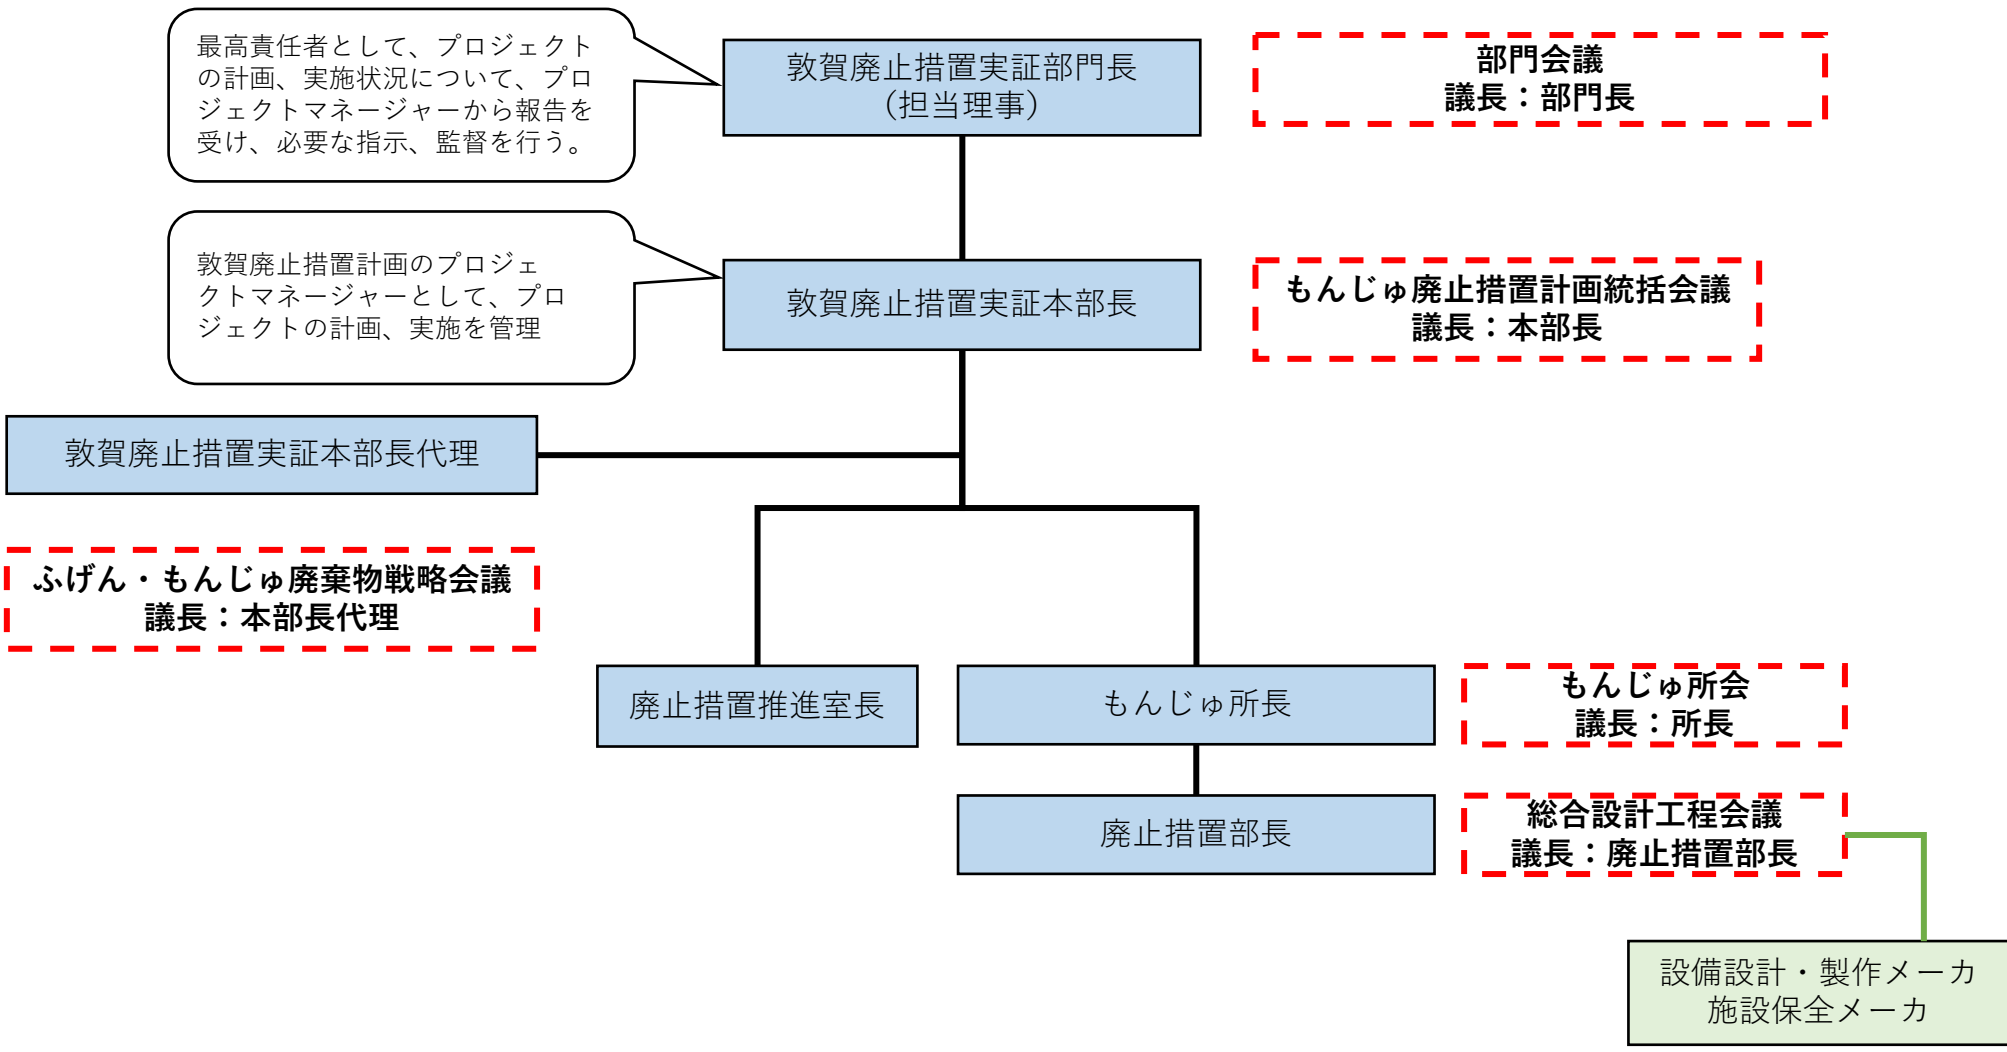 最高責任者として、プロジェクト
の計画、実施状況について、プロ
ジェクトマネージャーから報告を
受け、必要な指示、監督を行う。
敦賀廃止措置実証部門長
（担当理事）
部門会議
議長：部門長
敦賀廃止措置計画のプロジェ
クトマネージャーとして、プロ
ジェクトの計画、実施を管理
敦賀廃止措置実証本部長
もんじゅ廃止措置計画統括会議
議長：本部長
敦賀廃止措置実証本部長代理
ふげん・もんじゅ廃棄物戦略会議
議長：本部長代理
廃止措置推進室長
もんじゅ所長
もんじゅ所会
議長：所長
廃止措置部長
総合設計工程会議
議長：廃止措置部長
設備設計・製作メーカ
施設保全メーカ